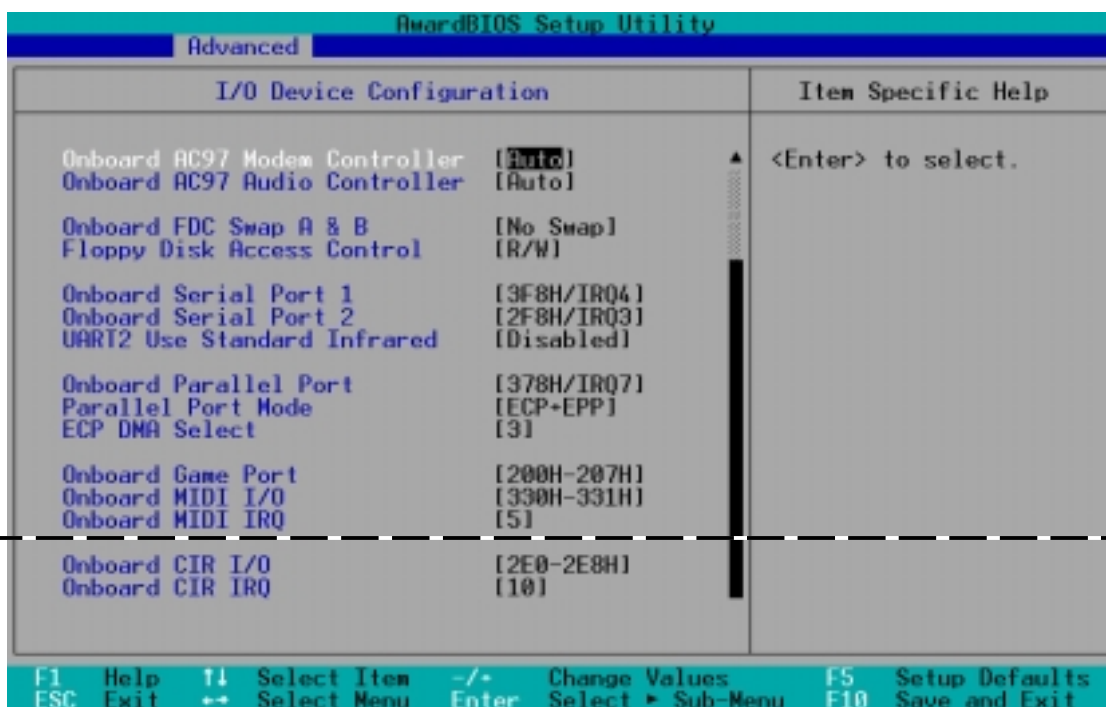 AwardBIOS Setup Utility
Advanced
I/O Device Configuration
Item Specific Help
Onboard AC97 Modem Controller [Auto]
<Enter> to select.
Onboard AC97 Audio Controller [Auto]
Onboard FDC Swap A & B [No Swap]
Floppy Disk Access Control [R/W]
Onboard Serial Port 1 [3F8H/IRQ4]
Onboard Serial Port 2 [2F8H/IRQ3]
UART2 Use Standard Infrared [Disabled]
Onboard Parallel Port [378H/IRQ7]
Parallel Port Mode [ECP+EPP]
ECP DMA Select [3]
Onboard Game Port [200H-207H]
Onboard MIDI I/O [330H-331H]
Onboard MIDI IRQ [5]
Onboard CIR I/O [2E0-2E8H]
Onboard CIR IRQ [10]
F1 Help ↑↓ Select Item -/+ Change Values F5 Setup Defaults
ESC Exit ←→ Select Menu Enter Select ► Sub-Menu F10 Save and Exit